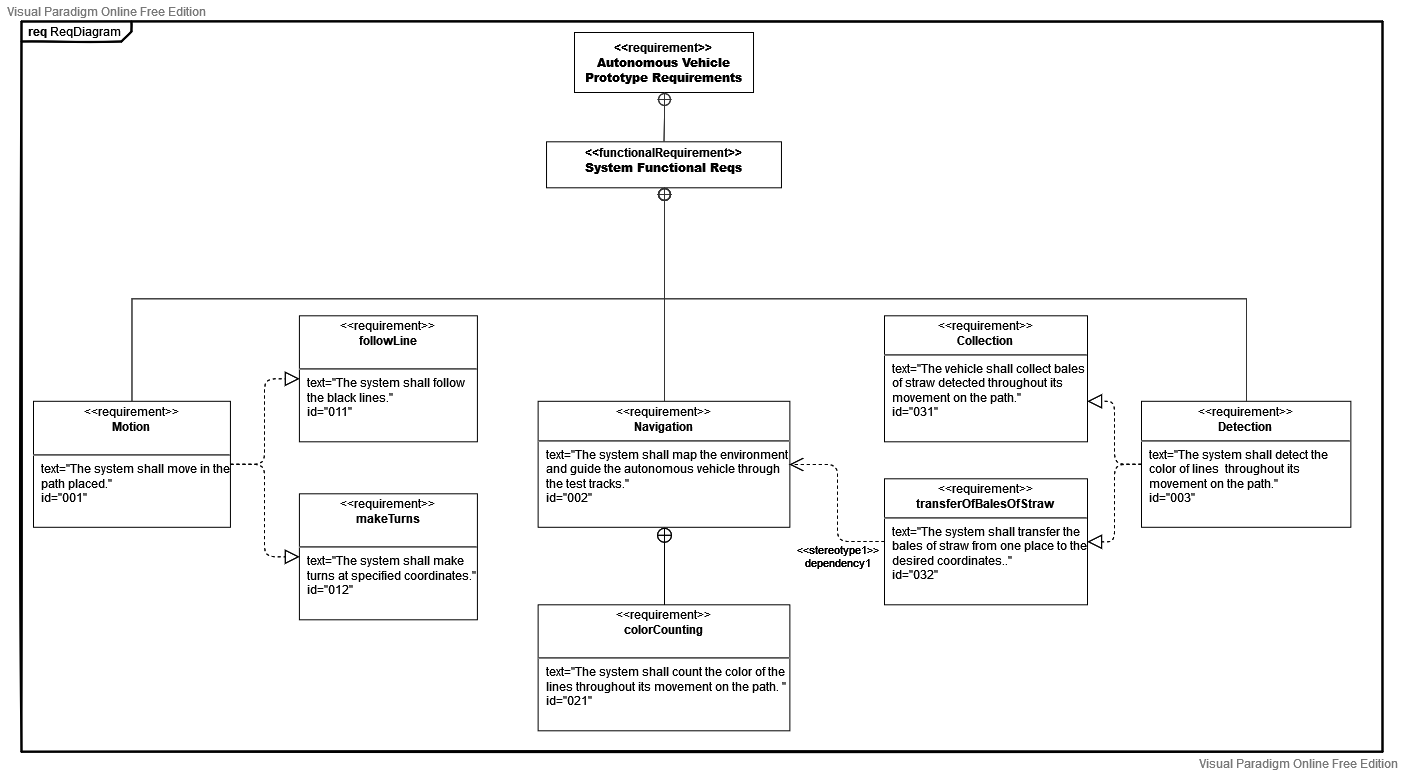 Visual Paradigm Online Free Edition
req ReqDiagram
<<requirement>>
Autonomous Vehicle
Prototype Requirements
<<functionalRequirement>>
System Functional Reqs
<<requirement>>
followLine
text="The system shall follow
the black lines."
id="011"
<<requirement>>
Collection
text="The vehicle shall collect bales
of straw detected throughout its
movement on the path."
id="031"
<<requirement>>
Motion
text="The system shall move in the
path placed."
id="001"
<<requirement>>
Navigation
text="The system shall map the environment
and guide the autonomous vehicle through
the test tracks."
id="002"
<<requirement>>
Detection
text="The system shall detect the
color of lines  throughout its
movement on the path."
id="003"
<<requirement>>
makeTurns
text="The system shall make
turns at specified coordinates."
id="012"
<<requirement>>
transferOfBalesOfStraw
text="The system shall transfer the
bales of straw from one place to the
desired coordinates.."
id="032"
<<stereotype1>>
dependency1
<<requirement>>
colorCounting
text="The system shall count the color of the
lines throughout its movement on the path. "
id="021"
Visual Paradigm Online Free Edition